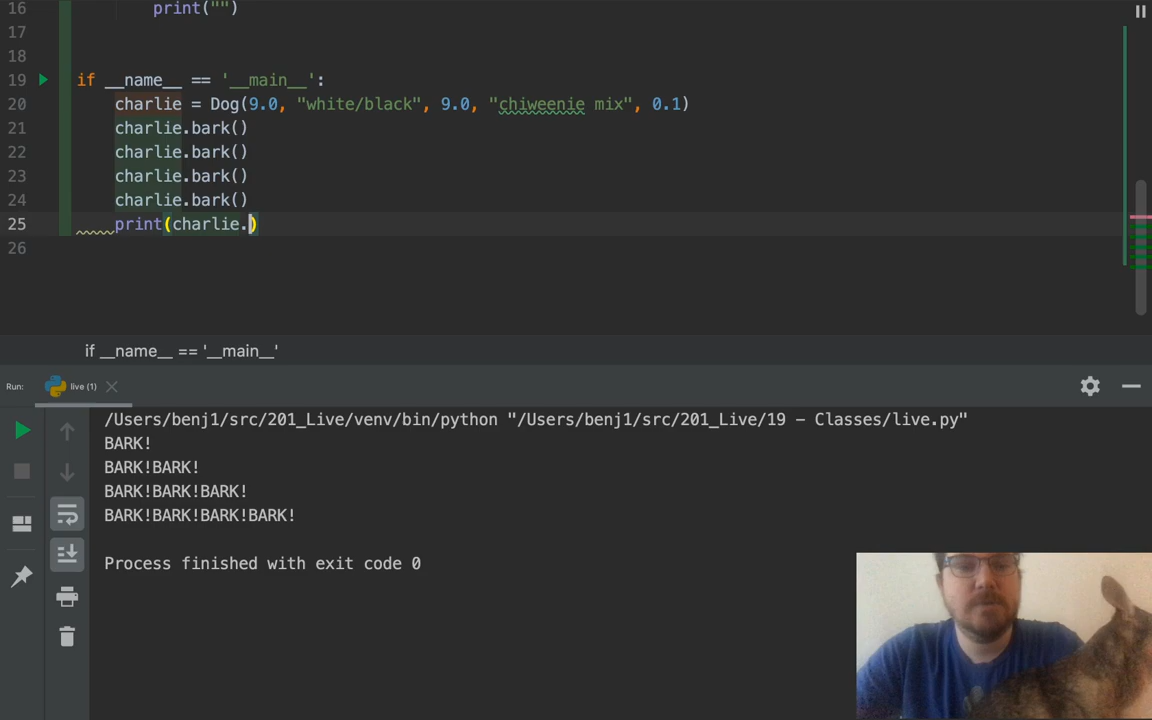 16 print("")
17
18
19 if __name__ == '__main__':
20 charlie = Dog(9.0, "white/black", 9.0, "chiweenie mix", 0.1)
21 charlie.bark()
22 charlie.bark()
23 charlie.bark()
24 charlie.bark()
25 print(charlie.)
26
if __name__ == '__main__'
Run: live (1)
/Users/benj1/src/201_Live/venv/bin/python "/Users/benj1/src/201_Live/19 - Classes/live.py"
BARK!
BARK!BARK!
BARK!BARK!BARK!
BARK!BARK!BARK!BARK!
Process finished with exit code 0